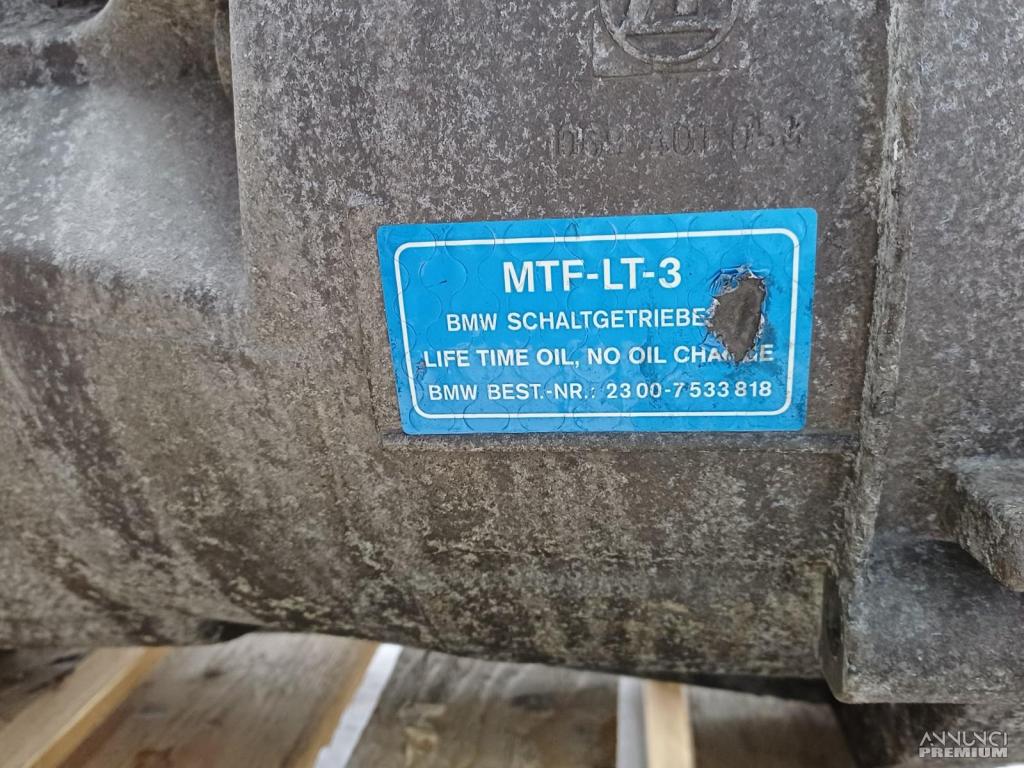 ZF
MTF-LT-3
BMW SCHALTGETRIEBE
LIFE TIME OIL, NO OIL CHANGE
BMW BEST.-NR.: 23 00-7 533 818
ANNUNCI
PREMIUM